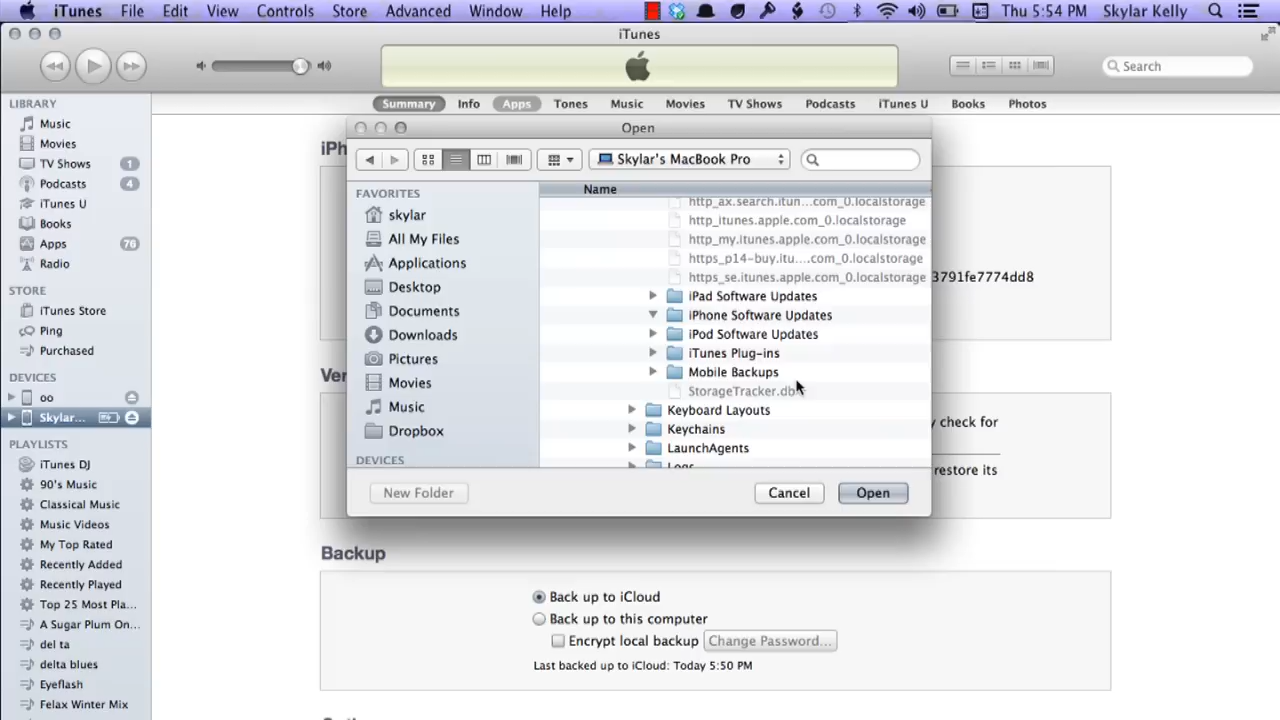 iTunes File Edit View Controls Store Advanced Window Help Thu 5:54 PM Skylar Kelly
iTunes
Search
LIBRARY
Music
Movies
TV Shows 1
Podcasts 4
iTunes U
Books
Apps 76
Radio
STORE
iTunes Store
Ping
Purchased
DEVICES
oo
Skylar...
PLAYLISTS
iTunes DJ
90's Music
Classical Music
Music Videos
My Top Rated
Recently Added
Recently Played
Top 25 Most Pla...
A Sugar Plum On...
del ta
delta blues
Eyeflash
Felax Winter Mix
Summary Info Apps Tones Music Movies TV Shows Podcasts iTunes U Books Photos
iPh
3791fe7774dd8
Ver
y check for
restore its
Open
Skylar's MacBook Pro
FAVORITES
skylar
All My Files
Applications
Desktop
Documents
Downloads
Pictures
Movies
Music
Dropbox
DEVICES
Name
http_ax.search.itun...com_0.localstorage
http_itunes.apple.com_0.localstorage
http_my.itunes.apple.com_0.localstorage
https_p14-buy.itu....com_0.localstorage
https_se.itunes.apple.com_0.localstorage
iPad Software Updates
iPhone Software Updates
iPod Software Updates
iTunes Plug-ins
Mobile Backups
StorageTracker.db
Keyboard Layouts
Keychains
LaunchAgents
Logs
New Folder Cancel Open
Backup
Back up to iCloud
Back up to this computer
Encrypt local backup Change Password...
Last backed up to iCloud: Today 5:50 PM